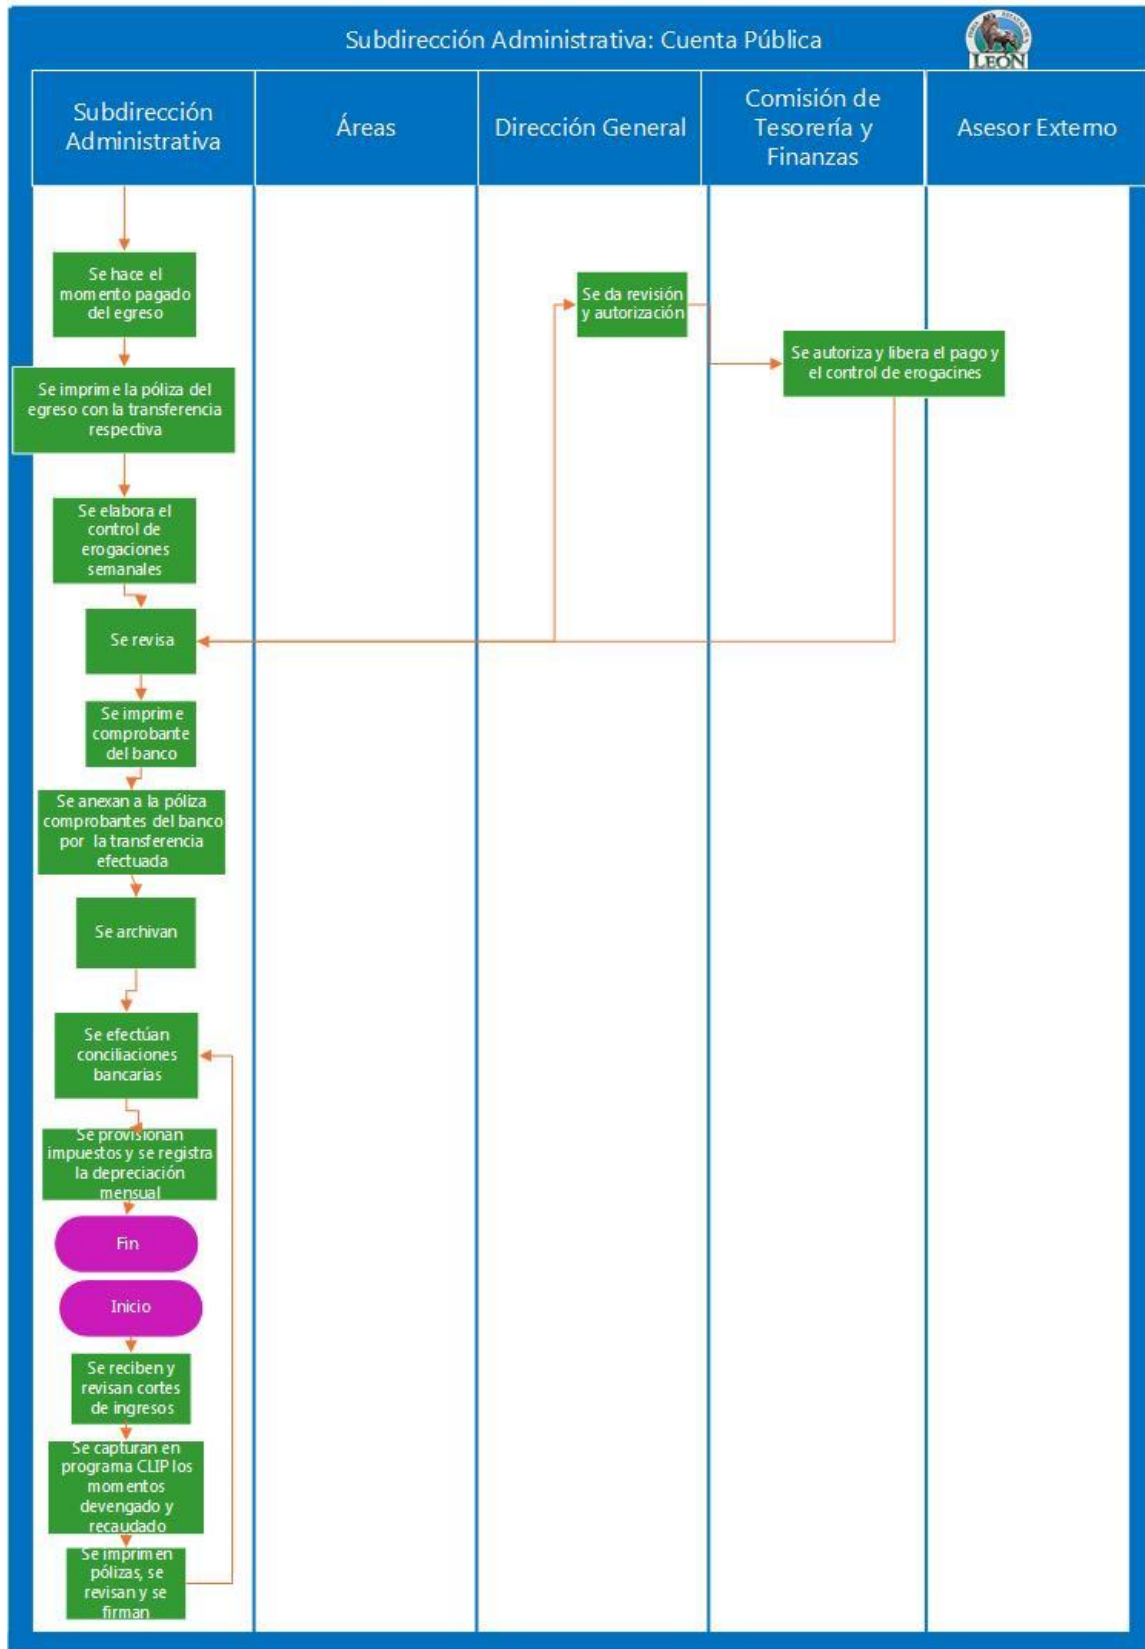 Subdirección Administrativa: Cuenta Pública
LEÓN
Subdirección
Administrativa
Áreas
Dirección General
Comisión de
Tesorería y
Finanzas
Asesor Externo
Se hace el
momento pagado
del egreso
Se da revisión
y autorización
Se autoriza y libera el pago y
el control de erogacines
Se imprime la póliza del
egreso con la transferencia
respectiva
Se elabora el
control de
erogaciones
semanales
Se revisa
Se imprime
comprobante
del banco
Se anexan a la póliza
comprobantes del banco
por la transferencia
efectuada
Se archivan
Se efectúan
conciliaciones
bancarias
Se provisionan
impuestos y se registra
la depreciación
mensual
Fin
Inicio
Se reciben y
revisan cortes
de ingresos
Se capturan en
programa CLIP los
momentos
devengado y
recaudado
Se imprimen
pólizas, se
revisan y se
firman